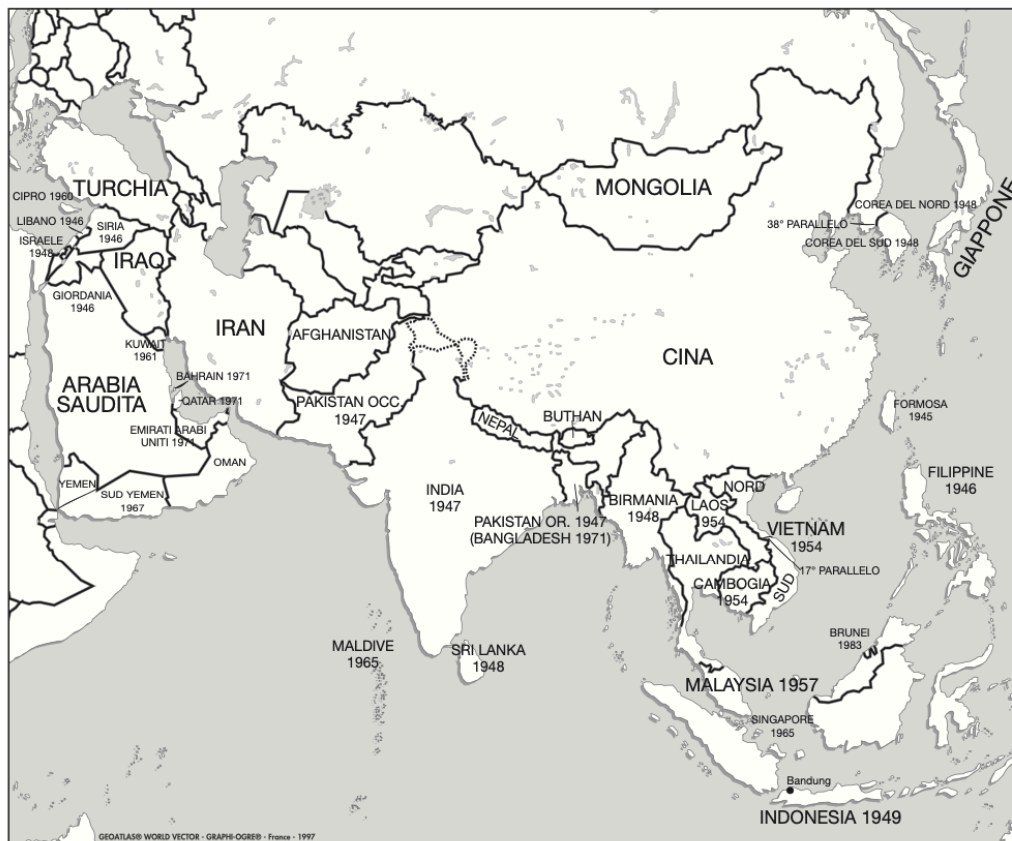 MONGOLIA
TURCHIA
CIPRO 1960
LIBANO 1946
SIRIA
1946
ISRAELE
1948
IRAQ
GIORDANIA
1946
IRAN
AFGHANISTAN
COREA DEL NORD 1948
38° PARALLELO
COREA DEL SUD 1948
GIAPPONE
CINA
KUWAIT
1961
BAHRAIN 1971
QATAR 1971
ARABIA
SAUDITA
EMIRATI ARABI
UNITI 1971
PAKISTAN OCC.
1947
NEPAL
BUTHAN
FORMOSA
1945
YEMEN
SUD YEMEN
1967
OMAN
INDIA
1947
PAKISTAN OR. 1947
(BANGLADESH 1971)
BIRMANIA
1948
NORD
LAOS
1954
VIETNAM
1954
17° PARALLELO
THAILANDIA
CAMBOGIA
1954
SUD
FILIPPINE
1946
MALDIVE
1965
SRI LANKA
1948
BRUNEI
1983
MALAYSIA 1957
SINGAPORE
1965
Bandung
INDONESIA 1949
GEOATLAS® WORLD VECTOR - GRAPHI-OGRE® - France - 1997